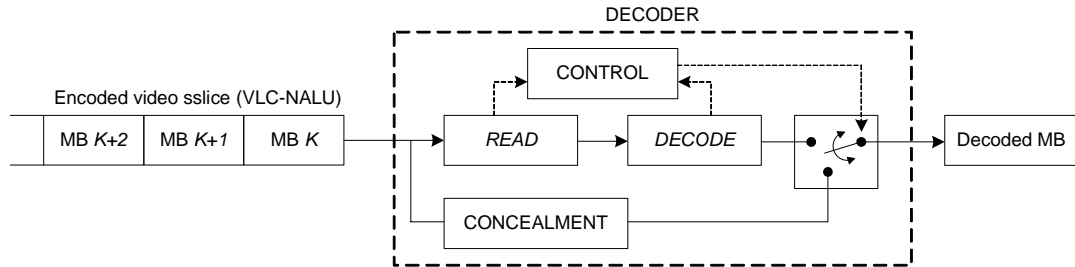 DECODER
CONTROL
Encoded video sslice (VLC-NALU)
MB K+2 MB K+1 MB K READ DECODE Decoded MB
CONCEALMENT